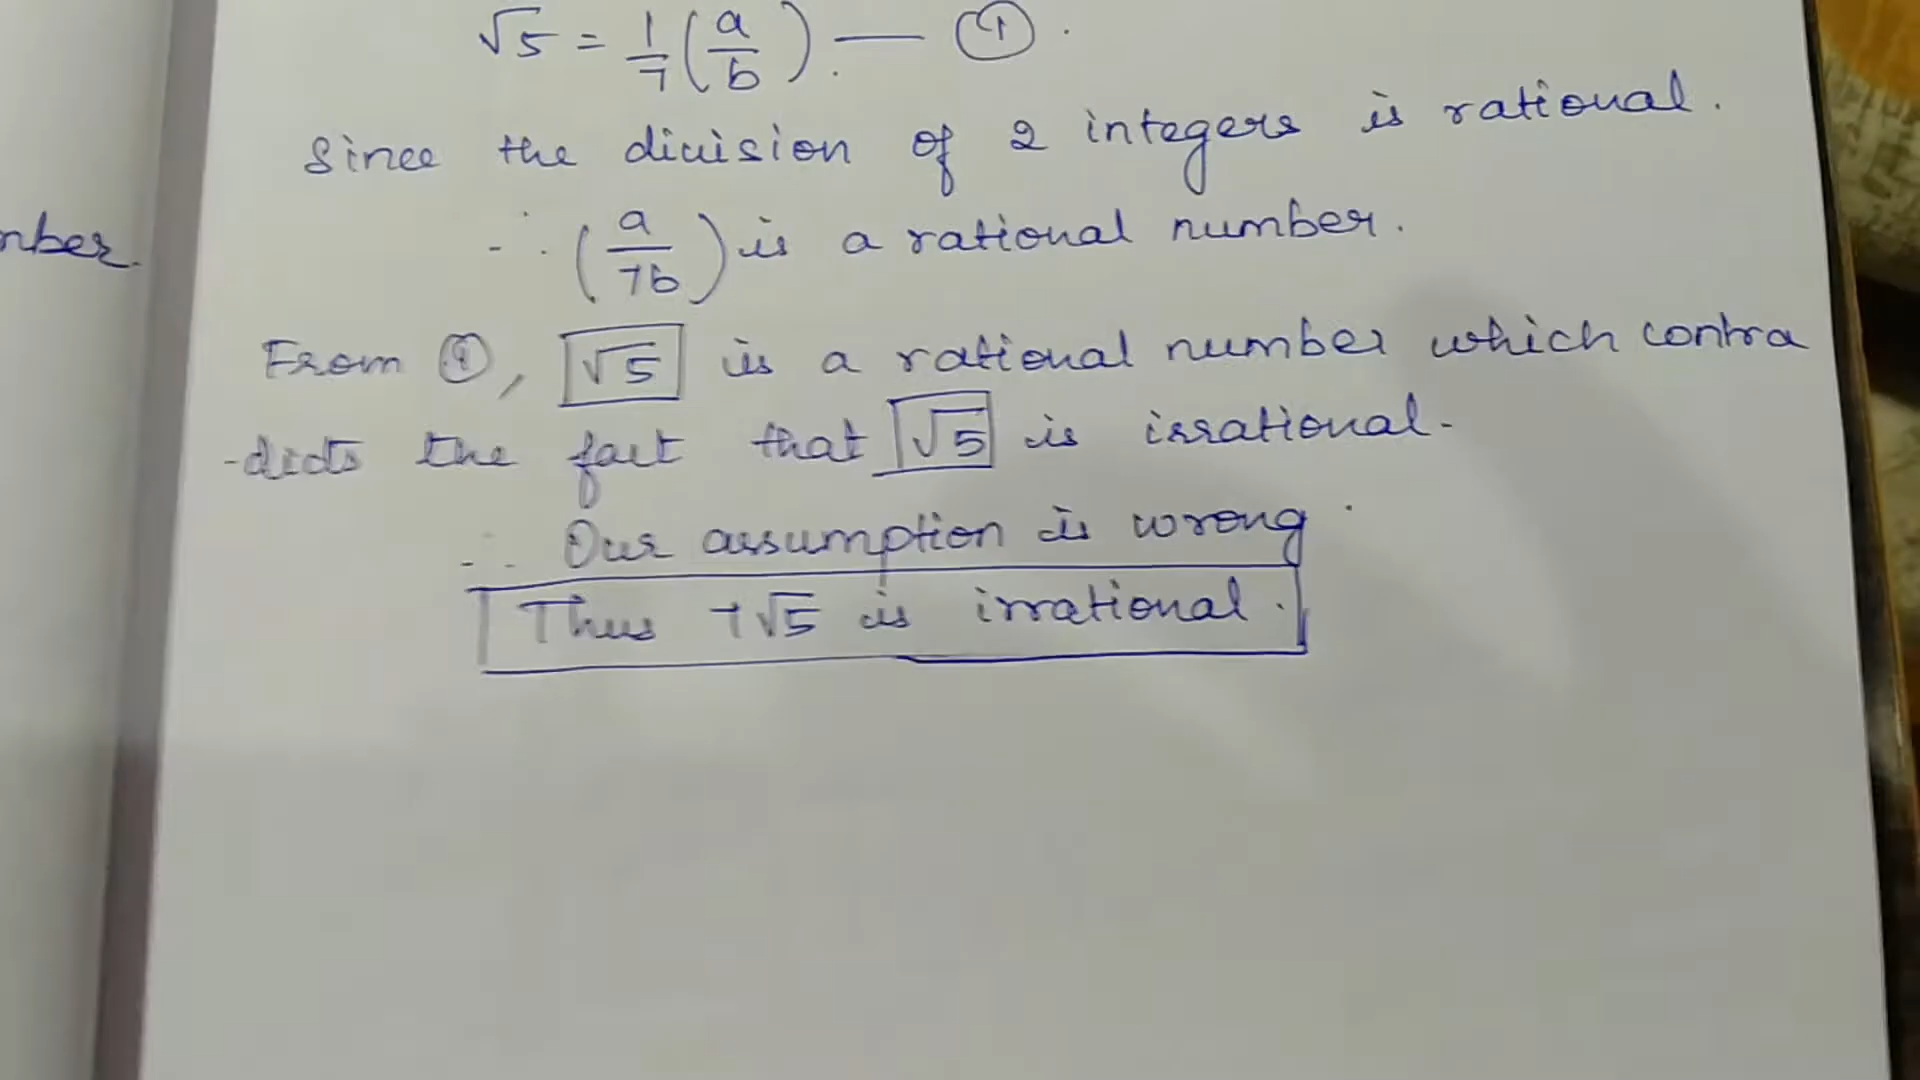 √5 = 1/7 (a/b) — ①.
Since the division of 2 integers is rational.
∴ (a/7b) is a rational number.
nber.
From ①, √5 is a rational number which contra
-dicts the fact that √5 is irrational.
∴ Our assumption is wrong.
Thus 7√5 is irrational.